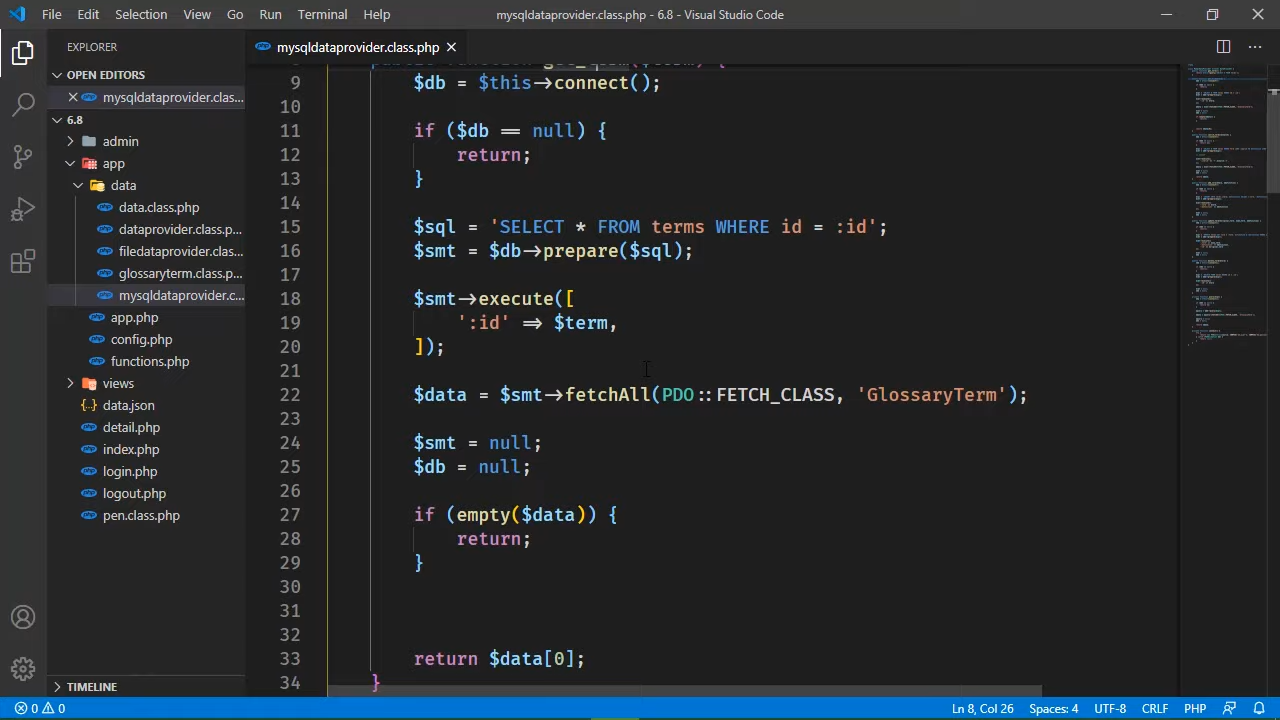 File Edit Selection View Go Run Terminal Help mysqldataprovider.class.php - 6.8 - Visual Studio Code
EXPLORER
OPEN EDITORS
mysqldataprovider.clas...
6.8
admin
app
data
data.class.php
dataprovider.class.p...
filedataprovider.clas...
glossaryterm.class.p...
mysqldataprovider.c...
app.php
config.php
functions.php
views
data.json
detail.php
index.php
login.php
logout.php
pen.class.php
TIMELINE
mysqldataprovider.class.php
9 $db = $this->connect();
10
11 if ($db == null) {
12 return;
13 }
14
15 $sql = 'SELECT * FROM terms WHERE id = :id';
16 $smt = $db->prepare($sql);
17
18 $smt->execute([
19 ':id' => $term,
20 ]);
21
22 $data = $smt->fetchAll(PDO::FETCH_CLASS, 'GlossaryTerm');
23
24 $smt = null;
25 $db = null;
26
27 if (empty($data)) {
28 return;
29 }
30
31
32
33 return $data[0];
34 }
0 0 Ln 8, Col 26 Spaces: 4 UTF-8 CRLF PHP